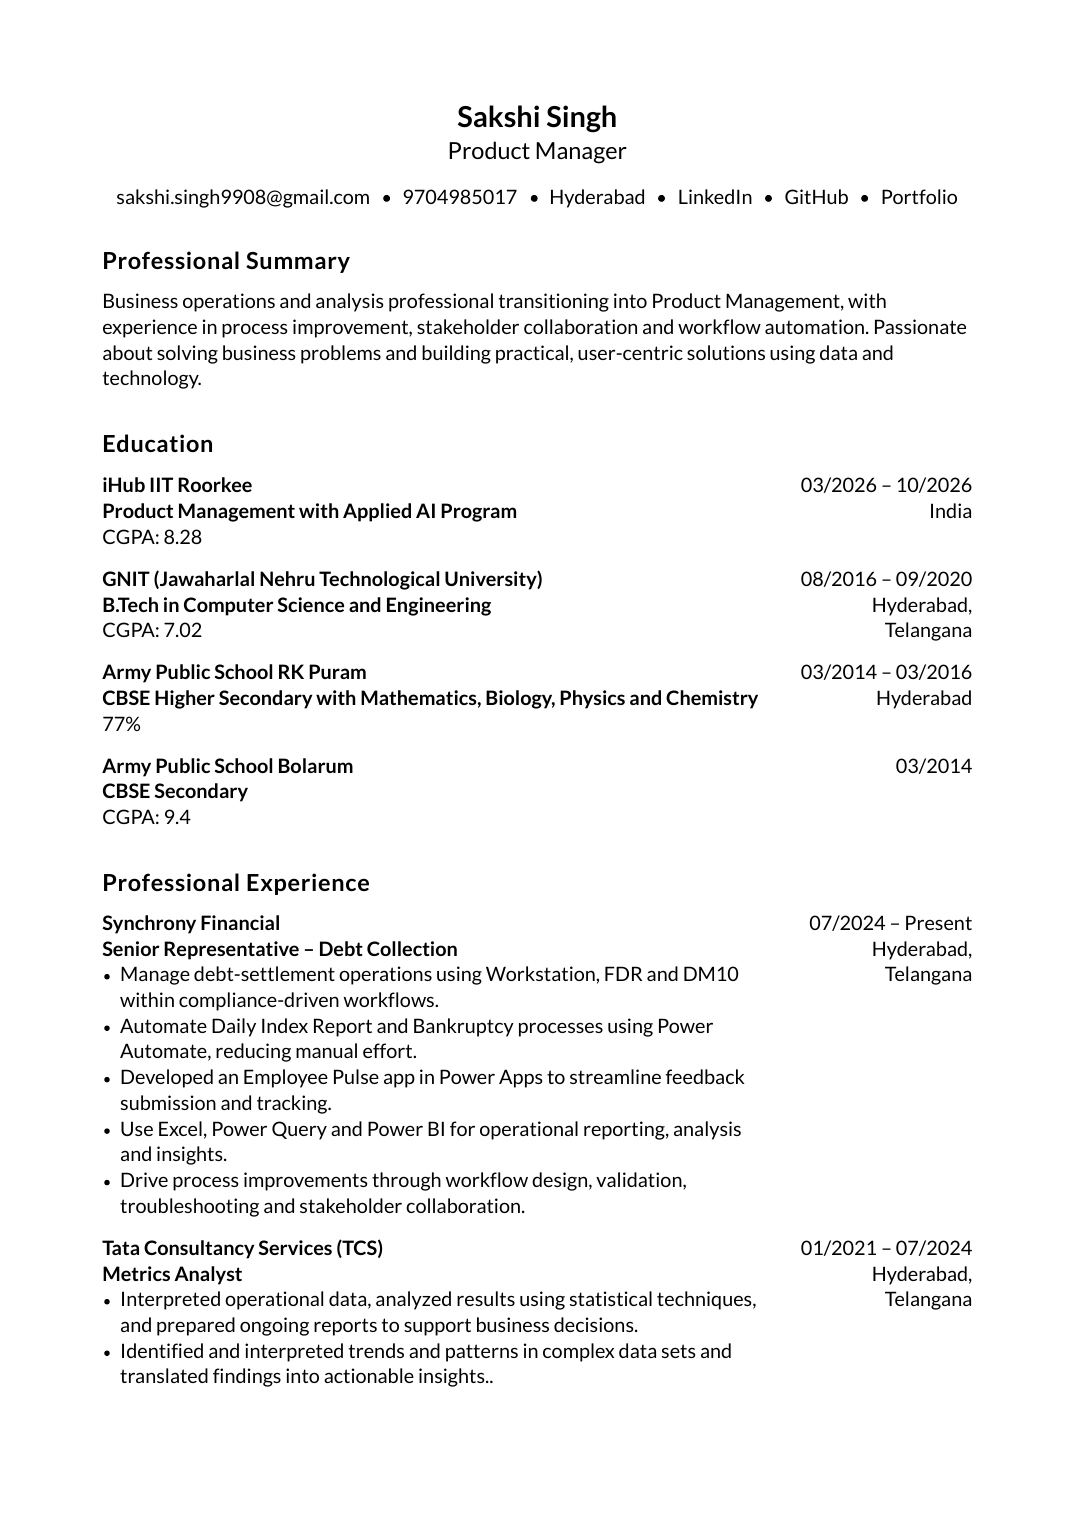 Sakshi Singh
Product Manager
sakshi.singh9908@gmail.com • 9704985017 • Hyderabad • LinkedIn • GitHub • Portfolio
Professional Summary
Business operations and analysis professional transitioning into Product Management, with
experience in process improvement, stakeholder collaboration and workflow automation. Passionate
about solving business problems and building practical, user-centric solutions using data and
technology.
Education
iHub IIT Roorkee 03/2026 – 10/2026
Product Management with Applied AI Program India
CGPA: 8.28
GNIT (Jawaharlal Nehru Technological University) 08/2016 – 09/2020
B.Tech in Computer Science and Engineering Hyderabad,
CGPA: 7.02 Telangana
Army Public School RK Puram 03/2014 – 03/2016
CBSE Higher Secondary with Mathematics, Biology, Physics and Chemistry Hyderabad
77%
Army Public School Bolarum 03/2014
CBSE Secondary
CGPA: 9.4
Professional Experience
Synchrony Financial 07/2024 – Present
Senior Representative – Debt Collection Hyderabad,
• Manage debt-settlement operations using Workstation, FDR and DM10 Telangana
within compliance-driven workflows.
• Automate Daily Index Report and Bankruptcy processes using Power
Automate, reducing manual effort.
• Developed an Employee Pulse app in Power Apps to streamline feedback
submission and tracking.
• Use Excel, Power Query and Power BI for operational reporting, analysis
and insights.
• Drive process improvements through workflow design, validation,
troubleshooting and stakeholder collaboration.
Tata Consultancy Services (TCS) 01/2021 – 07/2024
Metrics Analyst Hyderabad,
• Interpreted operational data, analyzed results using statistical techniques, Telangana
and prepared ongoing reports to support business decisions.
• Identified and interpreted trends and patterns in complex data sets and
translated findings into actionable insights..